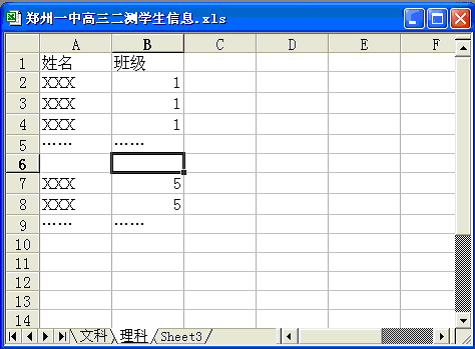 郑州一中高三二测学生信息.xls
A B C D E F
1 姓名 班级
2 XXX 1
3 XXX 1
4 XXX 1
5 …… ……
6
7 XXX 5
8 XXX 5
9 …… ……
10
11
12
13
14
文科 理科 Sheet3